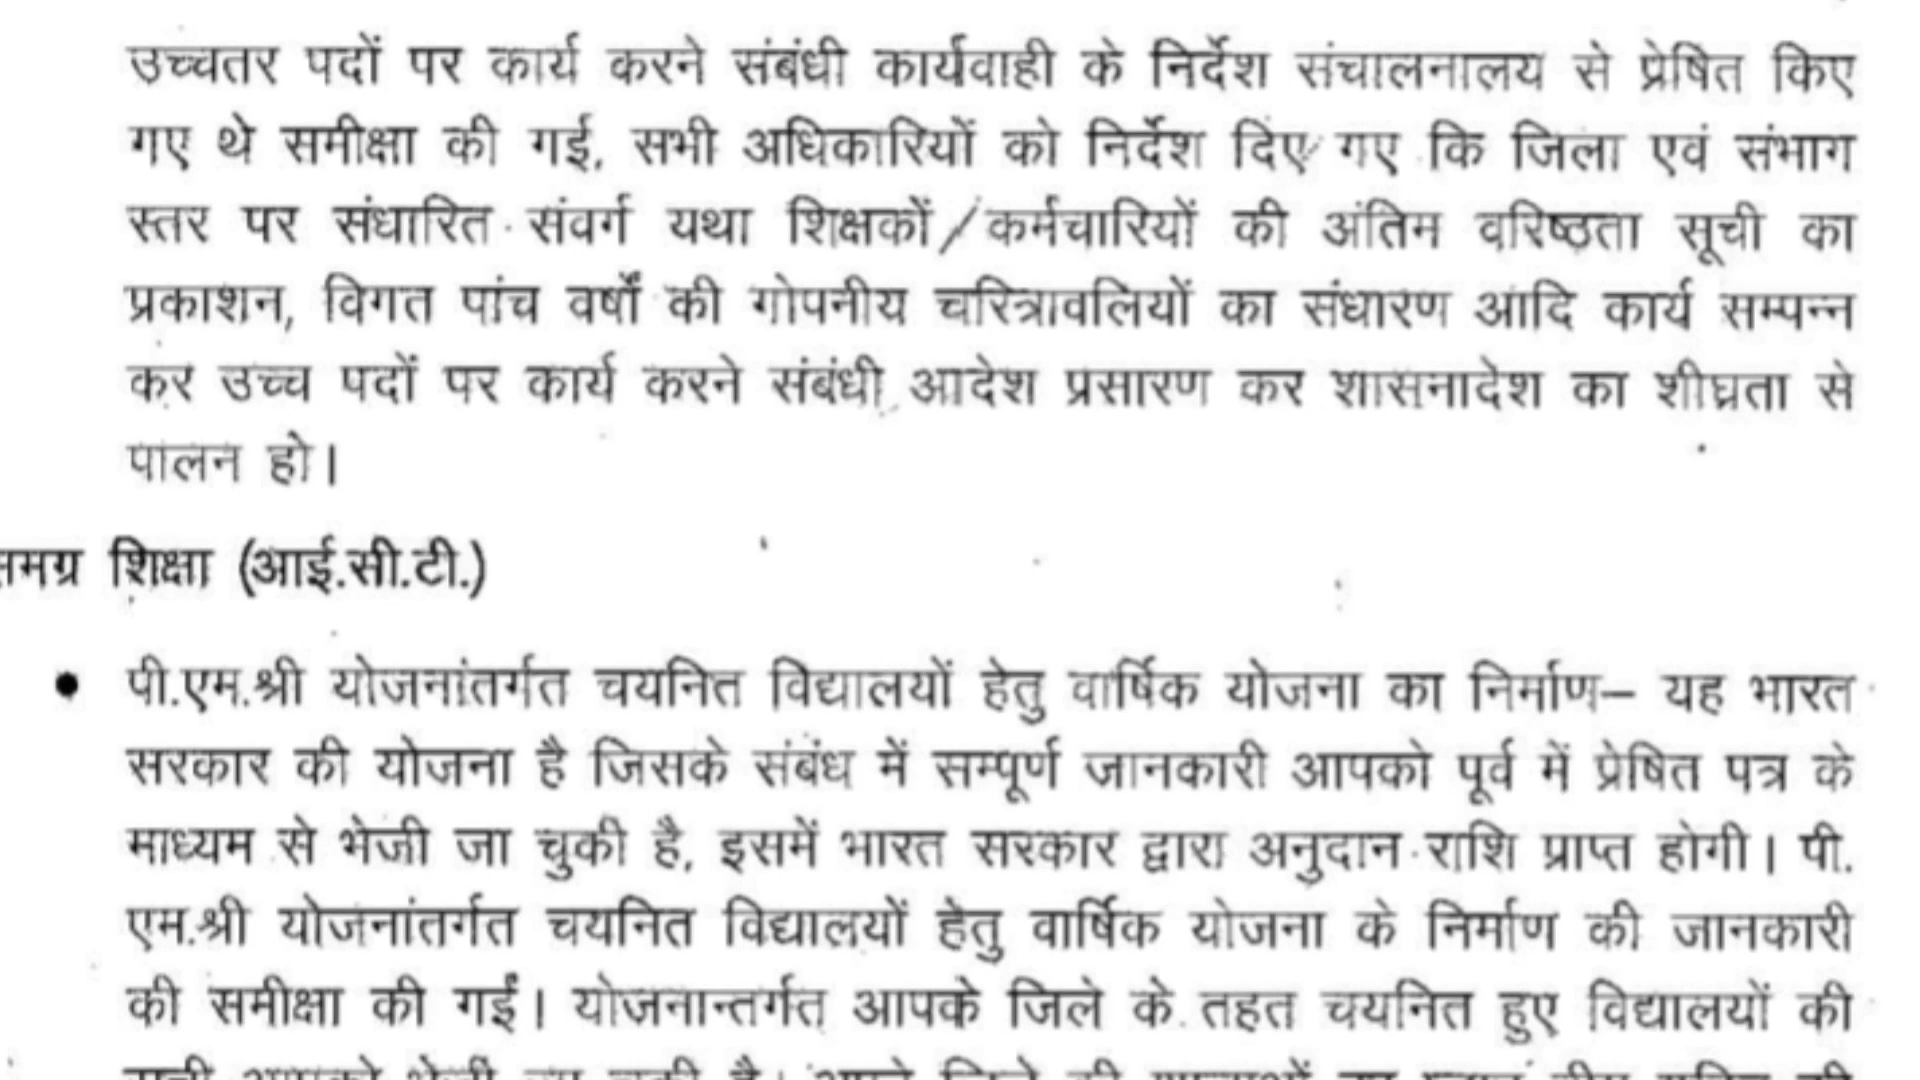 उच्चतर पदों पर कार्य करने संबंधी कार्यवाही के निर्देश संचालनालय से प्रेषित किए
गए थे समीक्षा की गई, सभी अधिकारियों को निर्देश दिए गए कि जिला एवं संभाग
स्तर पर संधारित संवर्ग यथा शिक्षकों/कर्मचारियों की अंतिम वरिष्ठता सूची का
प्रकाशन, विगत पांच वर्षों की गोपनीय चरित्रावलियों का संधारण आदि कार्य सम्पन्न
कर उच्च पदों पर कार्य करने संबंधी आदेश प्रसारण कर शासनादेश का शीघ्रता से
पालन हो।
समग्र शिक्षा (आई.सी.टी.)
• पी.एम.श्री योजनांतर्गत चयनित विद्यालयों हेतु वार्षिक योजना का निर्माण– यह भारत
सरकार की योजना है जिसके संबंध में सम्पूर्ण जानकारी आपको पूर्व में प्रेषित पत्र के
माध्यम से भेजी जा चुकी है, इसमें भारत सरकार द्वारा अनुदान राशि प्राप्त होगी। पी.
एम.श्री योजनांतर्गत चयनित विद्यालयों हेतु वार्षिक योजना के निर्माण की जानकारी
की समीक्षा की गई। योजनान्तर्गत आपके जिले के तहत चयनित हुए विद्यालयों की